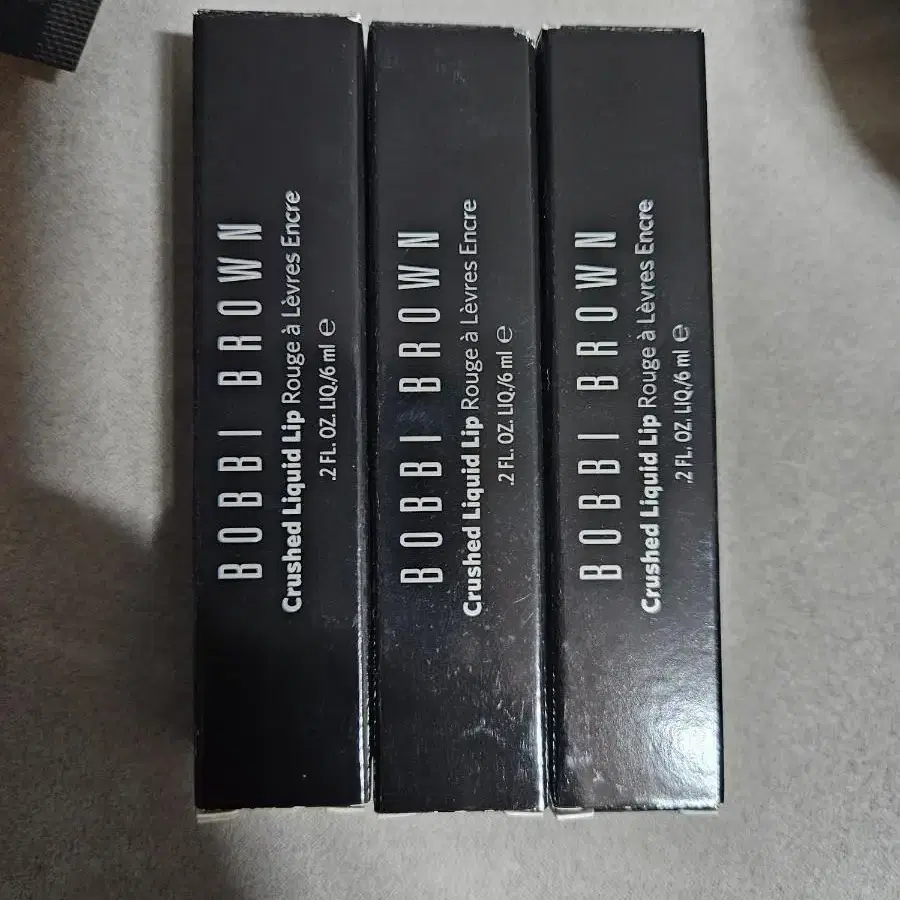 BOBBI BROWN
Crushed Liquid Lip Rouge à Lèvres Encre
.2 FL. OZ. LIQ./6 ml ℮
BOBBI BROWN
Crushed Liquid Lip Rouge à Lèvres Encre
.2 FL. OZ. LIQ./6 ml ℮
BOBBI BROWN
Crushed Liquid Lip Rouge à Lèvres Encre
.2 FL. OZ. LIQ./6 ml ℮